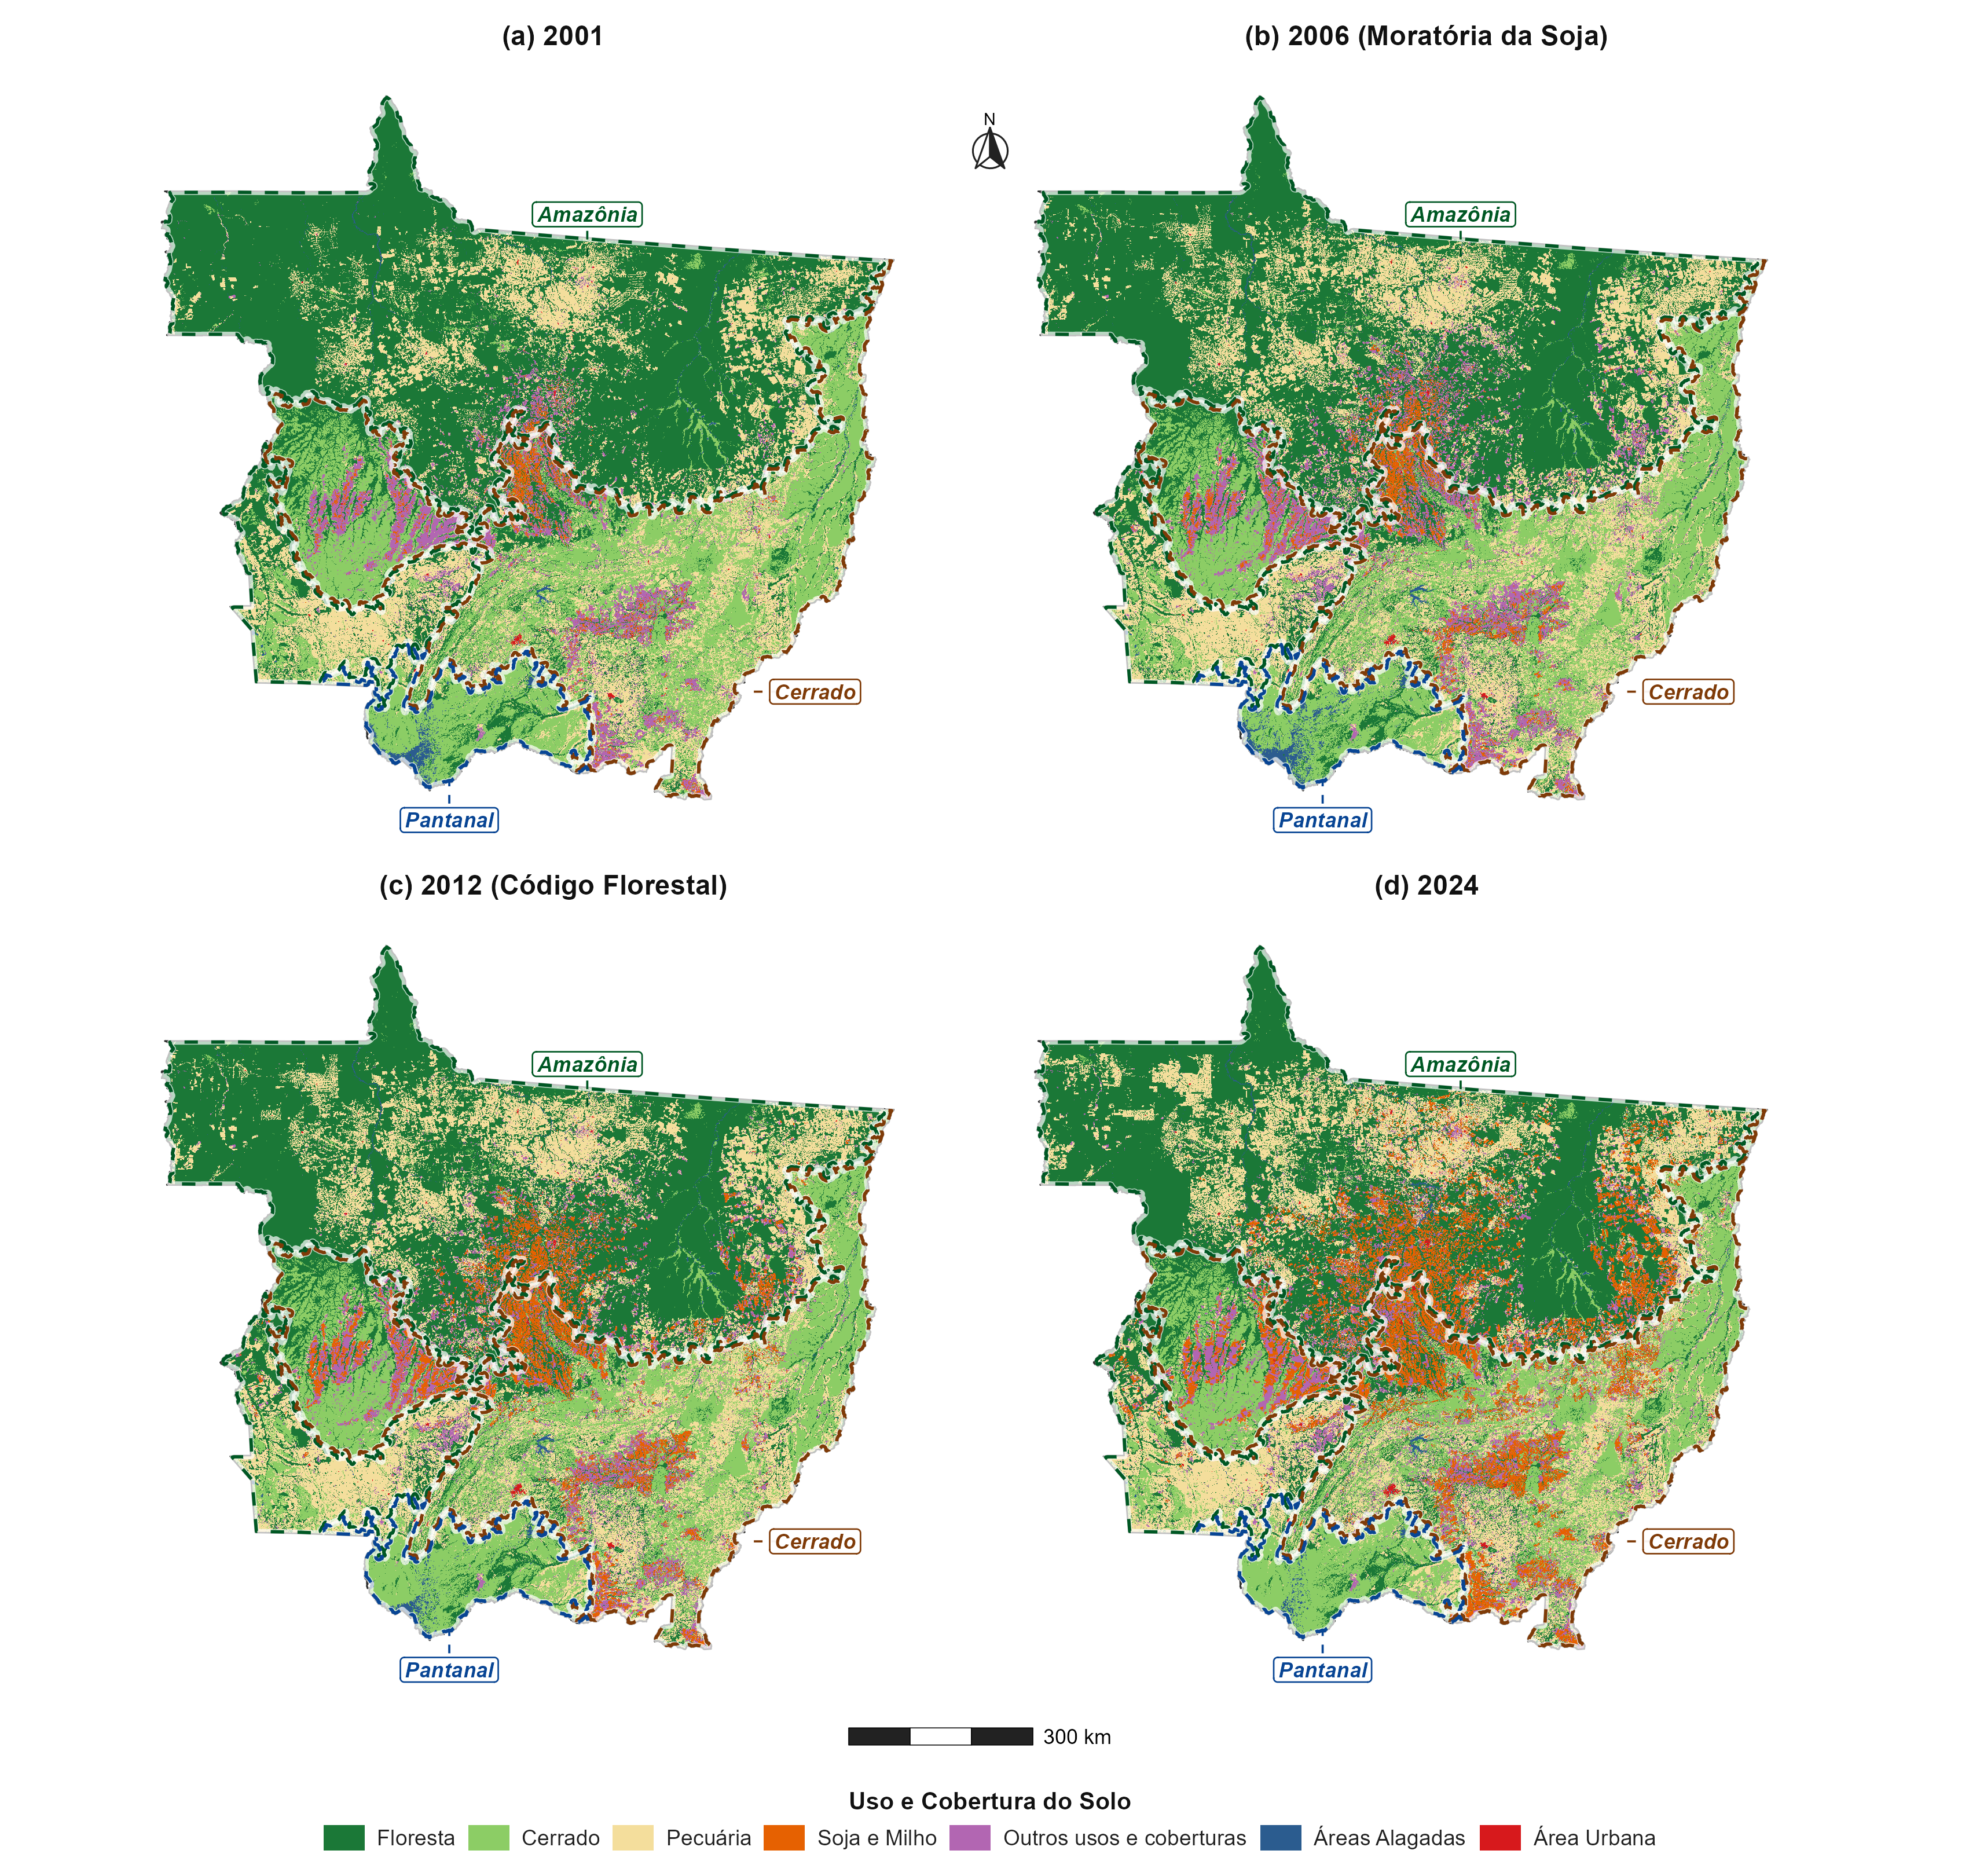 (a) 2001
(b) 2006 (Moratória da Soja)
N
Amazônia
Amazônia
Cerrado
Cerrado
Pantanal
Pantanal
(c) 2012 (Código Florestal)
(d) 2024
Amazônia
Amazônia
Cerrado
Cerrado
Pantanal
Pantanal
300 km
Uso e Cobertura do Solo
Floresta Cerrado Pecuária Soja e Milho Outros usos e coberturas Áreas Alagadas Área Urbana